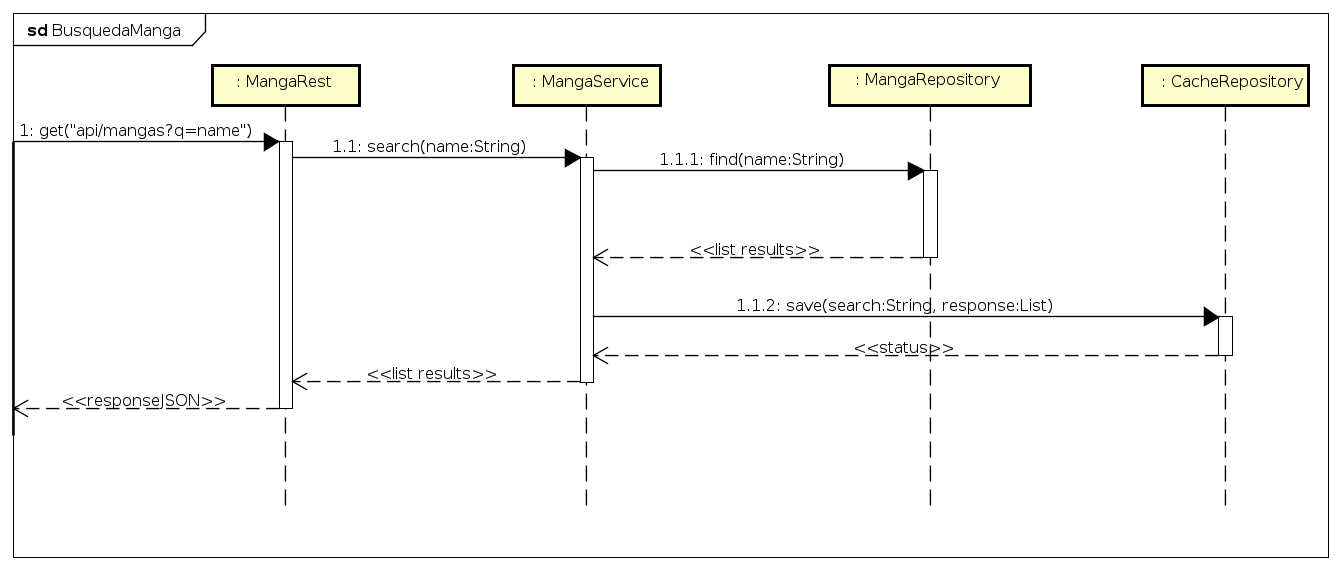 sd BusquedaManga
: MangaRest
: MangaService
: MangaRepository
: CacheRepository
1: get("api/mangas?q=name")
1.1: search(name:String)
1.1.1: find(name:String)
<<list results>>
1.1.2: save(search:String, response:List)
<<status>>
<<list results>>
<<responseJSON>>